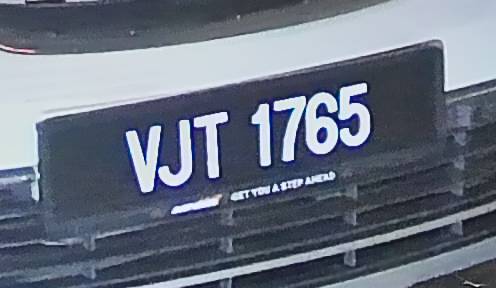 VJT 1765
GET YOU A STEP AHEAD